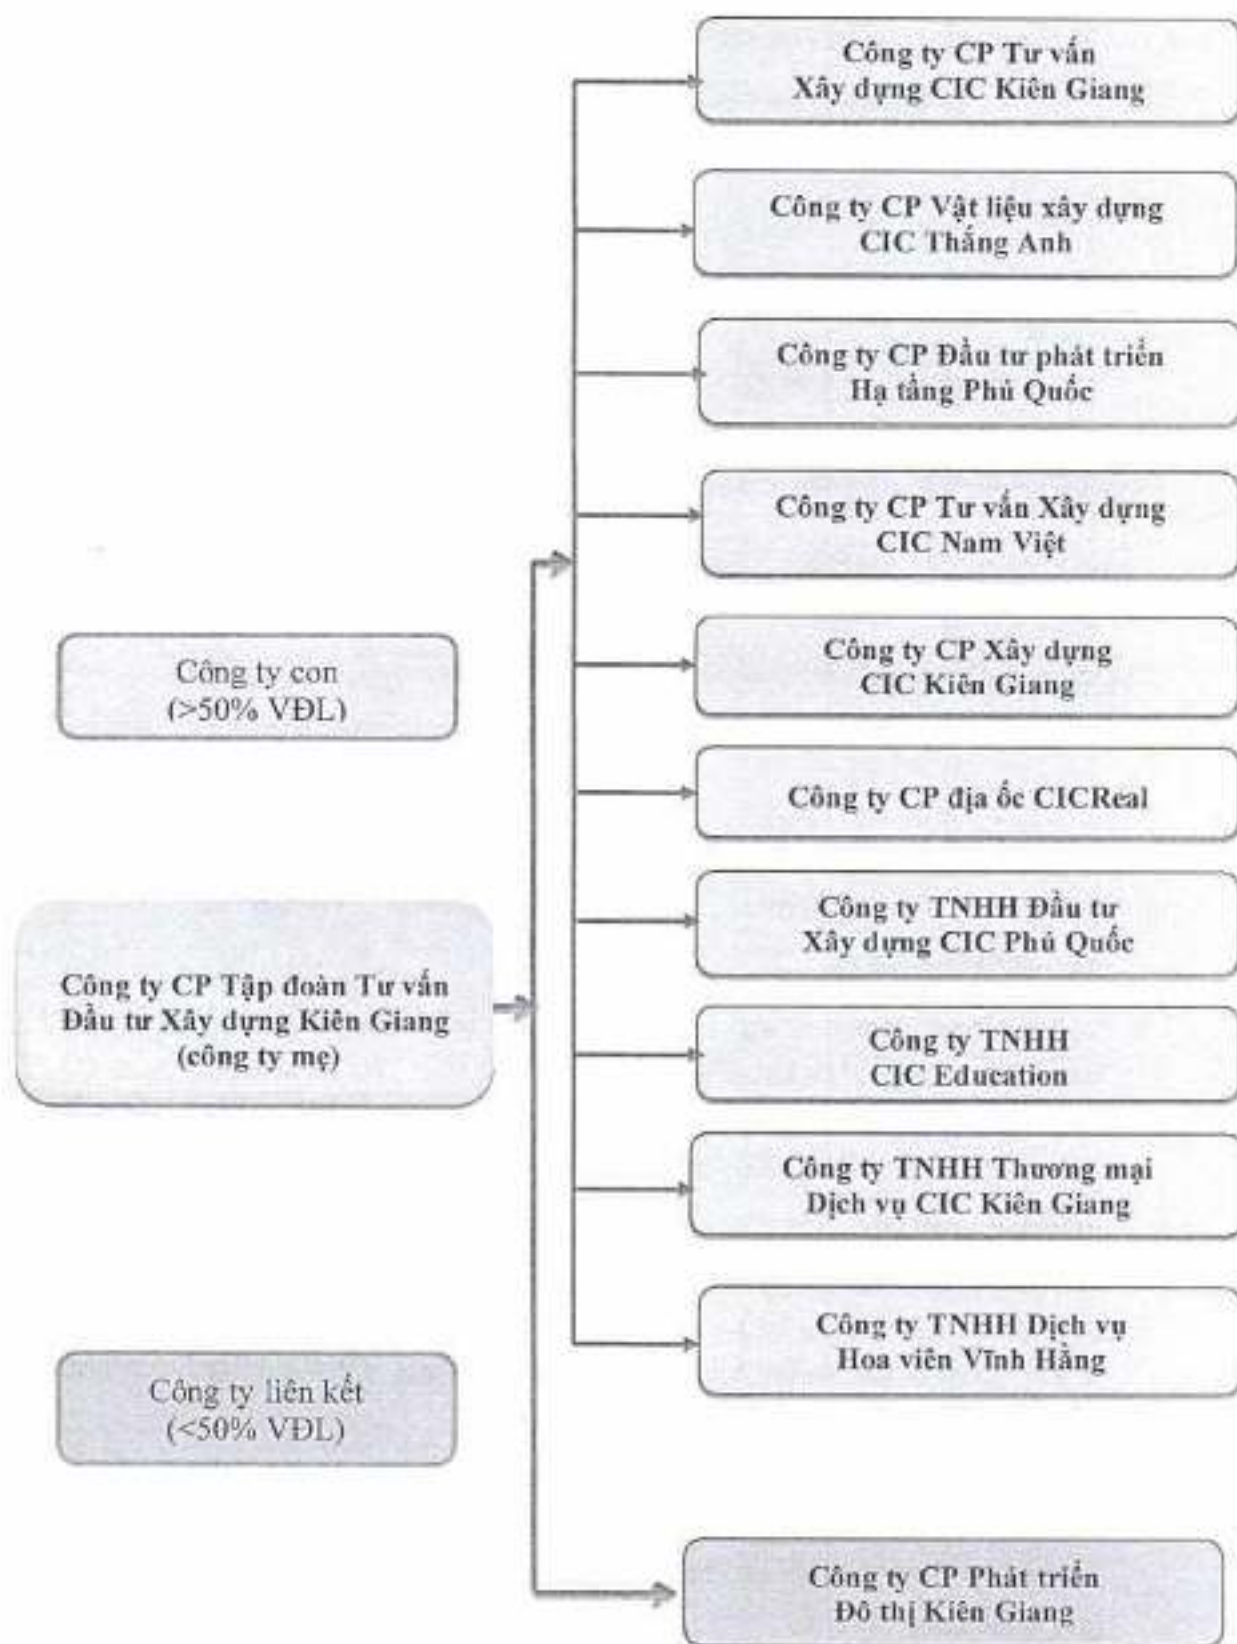 Công ty CP Tư vấn
Xây dựng CIC Kiên Giang
Công ty CP Vật liệu xây dựng
CIC Thắng Anh
Công ty CP Đầu tư phát triển
Hạ tầng Phú Quốc
Công ty CP Tư vấn Xây dựng
CIC Nam Việt
Công ty con
(>50% VĐL)
Công ty CP Xây dựng
CIC Kiên Giang
Công ty CP địa ốc CICReal
Công ty TNHH Đầu tư
Xây dựng CIC Phú Quốc
Công ty CP Tập đoàn Tư vấn
Đầu tư Xây dựng Kiên Giang
(công ty mẹ)
Công ty TNHH
CIC Education
Công ty TNHH Thương mại
Dịch vụ CIC Kiên Giang
Công ty TNHH Dịch vụ
Hoa viên Vĩnh Hằng
Công ty liên kết
(<50% VĐL)
Công ty CP Phát triển
Đô thị Kiên Giang